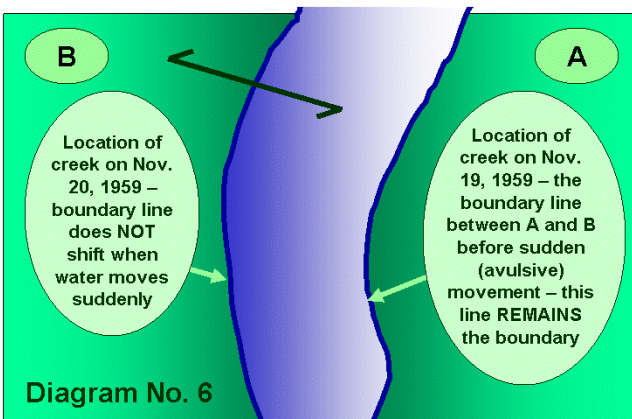 B
A
Location of
creek on Nov.
20, 1959 –
boundary line
does NOT
shift when
water moves
suddenly
Location of
creek on Nov.
19, 1959 – the
boundary line
between A and B
before sudden
(avulsive)
movement – this
line REMAINS
the boundary
Diagram No. 6